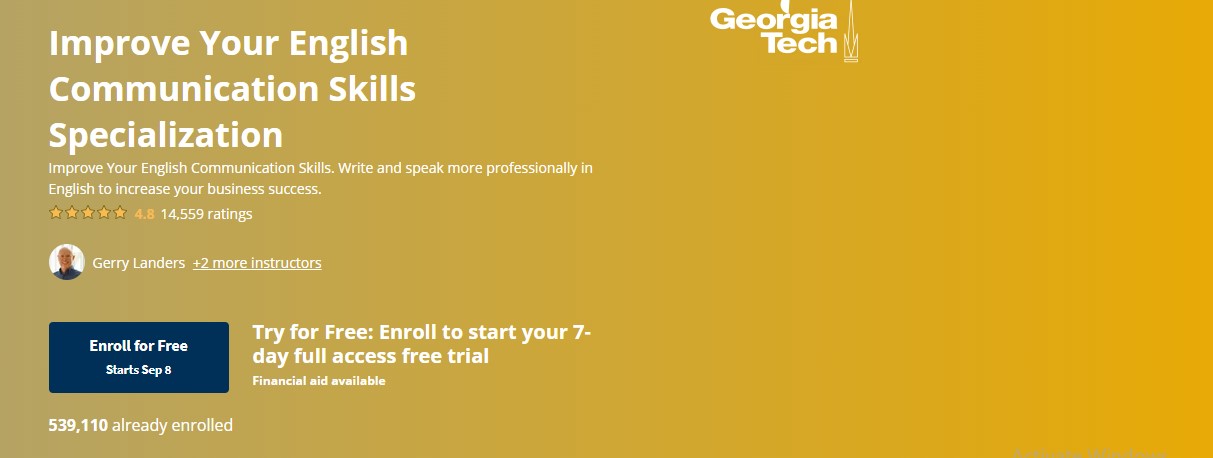 Georgia
Tech
Improve Your English
Communication Skills
Specialization
Improve Your English Communication Skills. Write and speak more professionally in
English to increase your business success.
4.8 14,559 ratings
Gerry Landers +2 more instructors
Enroll for Free
Starts Sep 8
Try for Free: Enroll to start your 7-
day full access free trial
Financial aid available
539,110 already enrolled